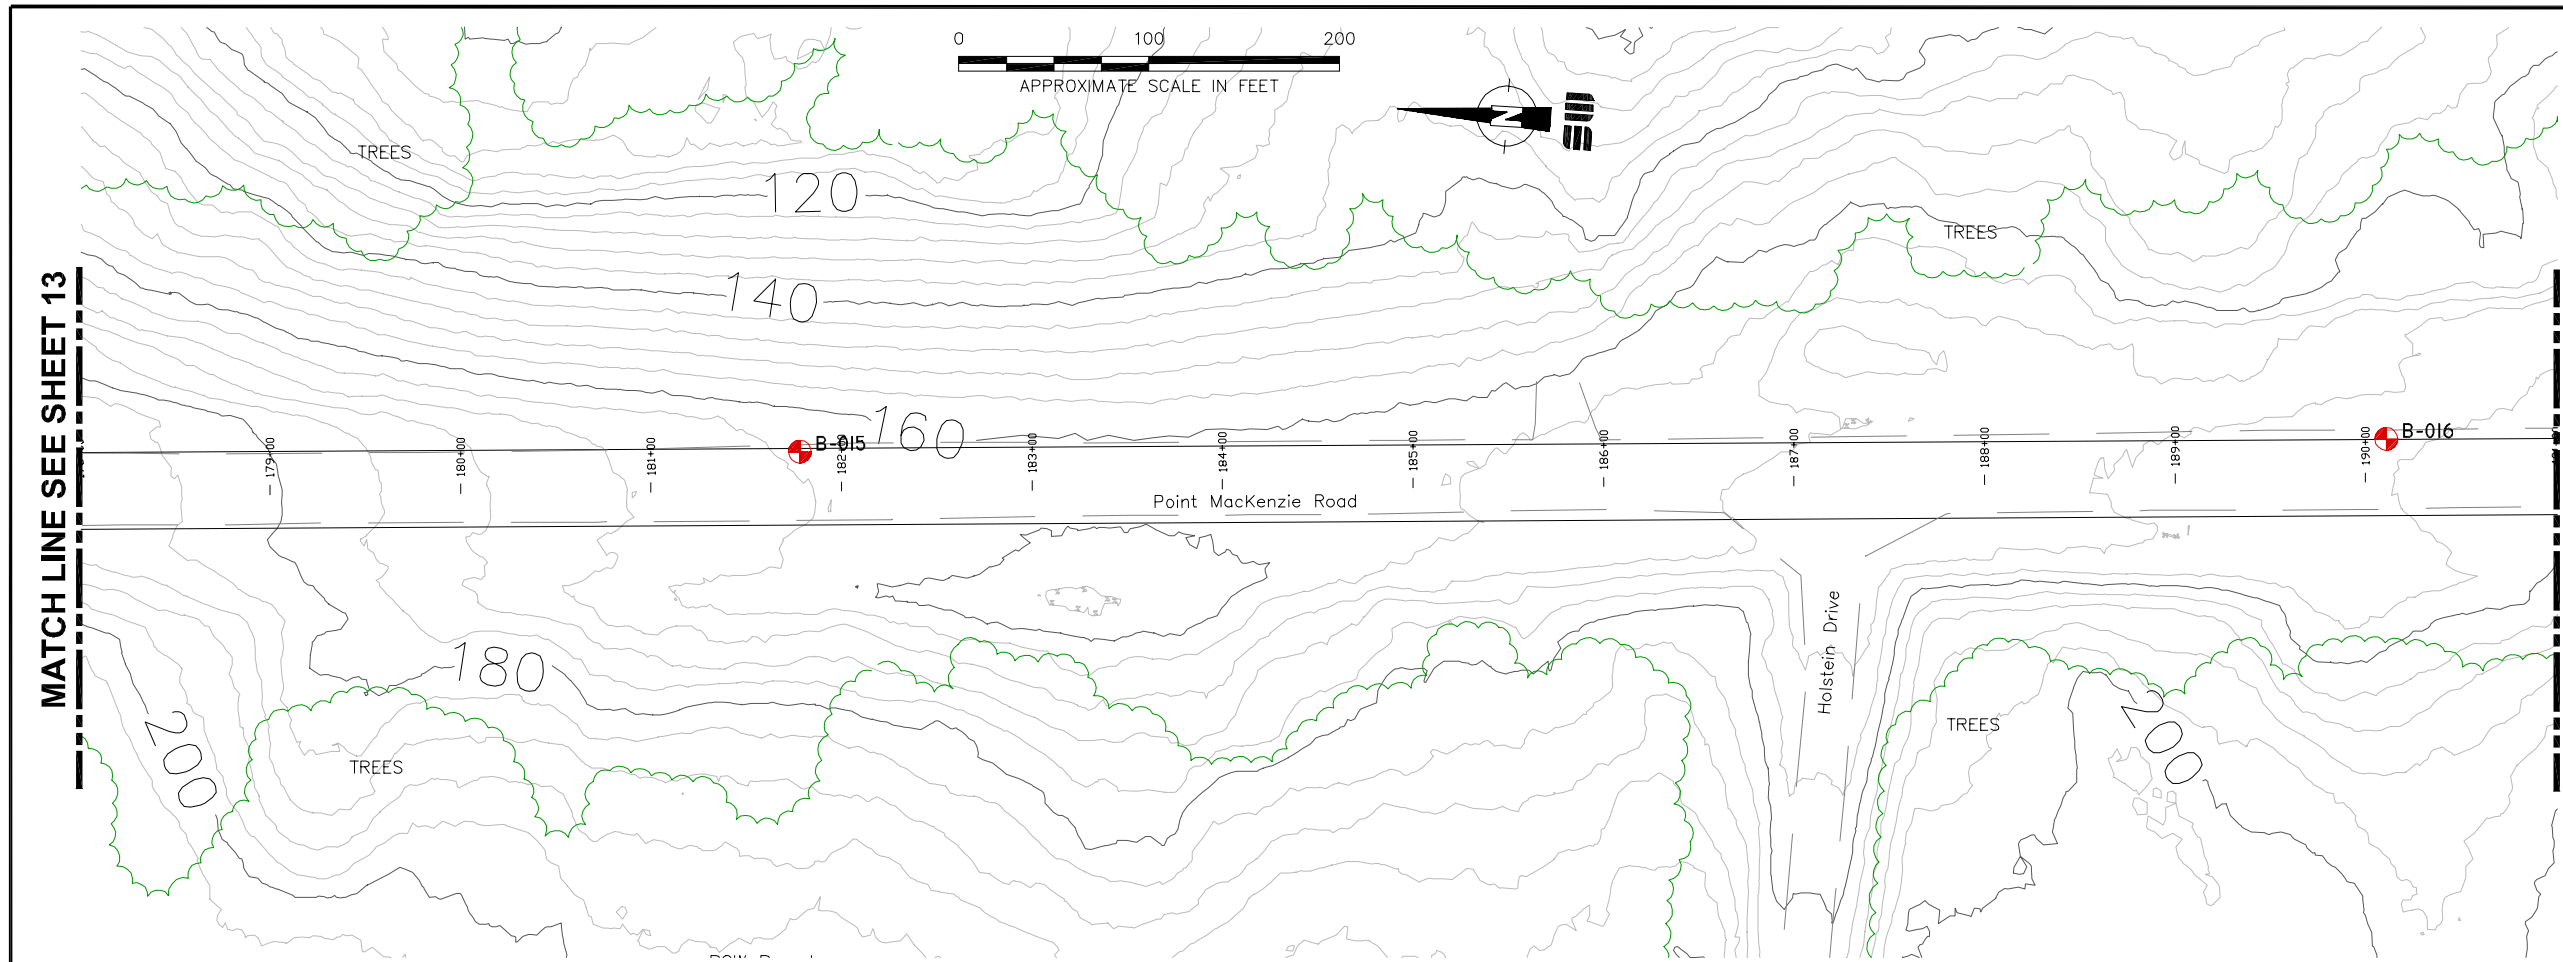 0 100 200
APPROXIMATE SCALE IN FEET
N
TREES
120
TREES
140
MATCH LINE SEE SHEET 13
160
B-015
B-016
179+00 180+00 181+00 182+00 183+00 184+00 185+00 186+00 187+00 188+00 189+00 190+00
Point MacKenzie Road
Holstein Drive
180
200
TREES
TREES
200